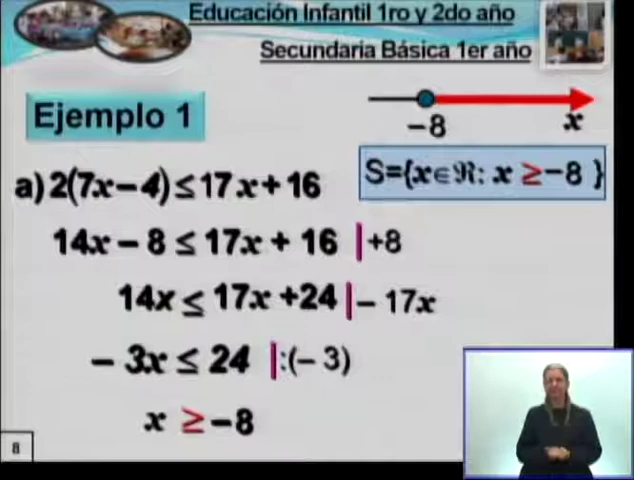 Educación Infantil 1ro y 2do año
Secundaria Básica 1er año
Ejemplo 1
−8 x
S={x∈ℜ: x ≥−8 }
a) 2(7x−4)≤17x+16
14x − 8 ≤ 17x + 16 |+8
14x ≤ 17x +24 |− 17x
− 3x ≤ 24 |:(− 3)
x ≥−8
8